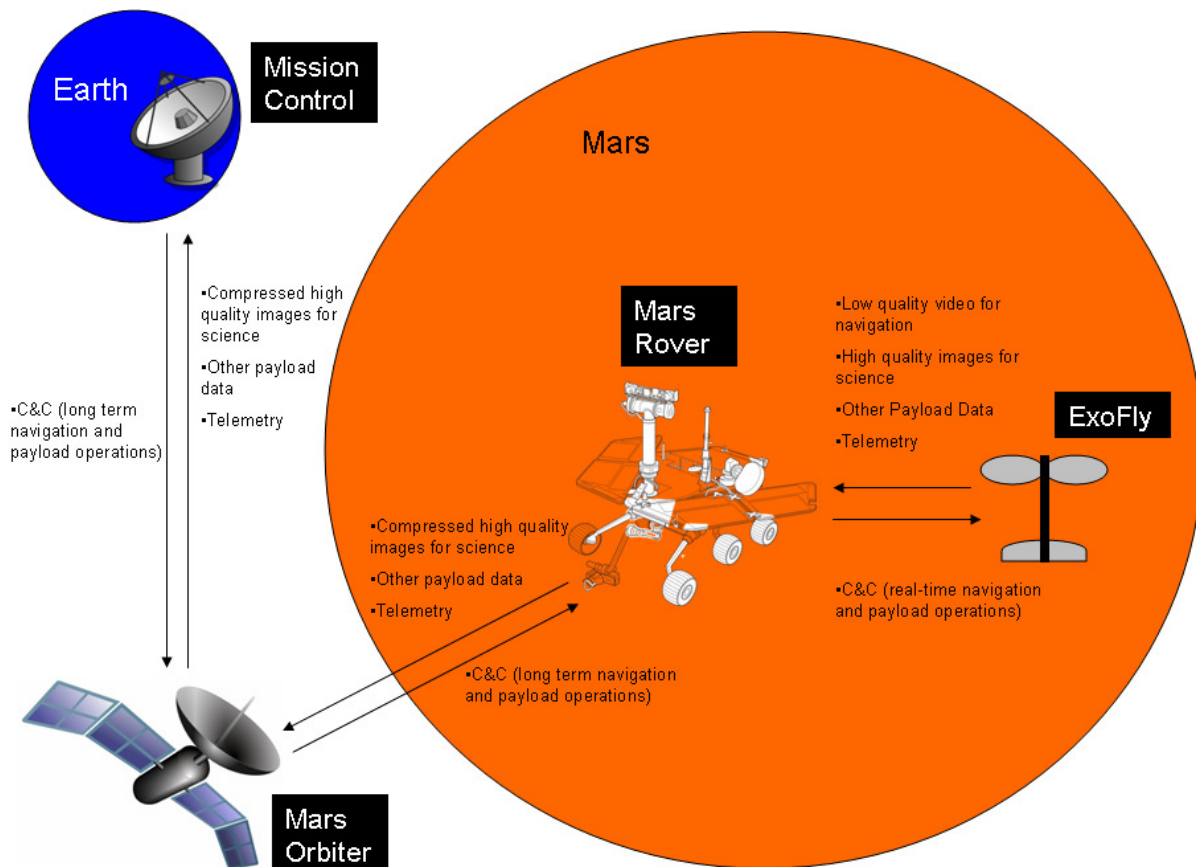 Earth
Mission
Control
Mars
▪Compressed high
quality images for
science
▪Other payload
data
▪Telemetry
▪C&C (long term
navigation and
payload operations)
Mars
Rover
▪Low quality video for
navigation
▪High quality images for
science
▪Other Payload Data
▪Telemetry
ExoFly
▪Compressed high quality
images for science
▪Other payload data
▪Telemetry
▪C&C (real-time navigation
and payload operations)
▪C&C (long term navigation
and payload operations)
Mars
Orbiter